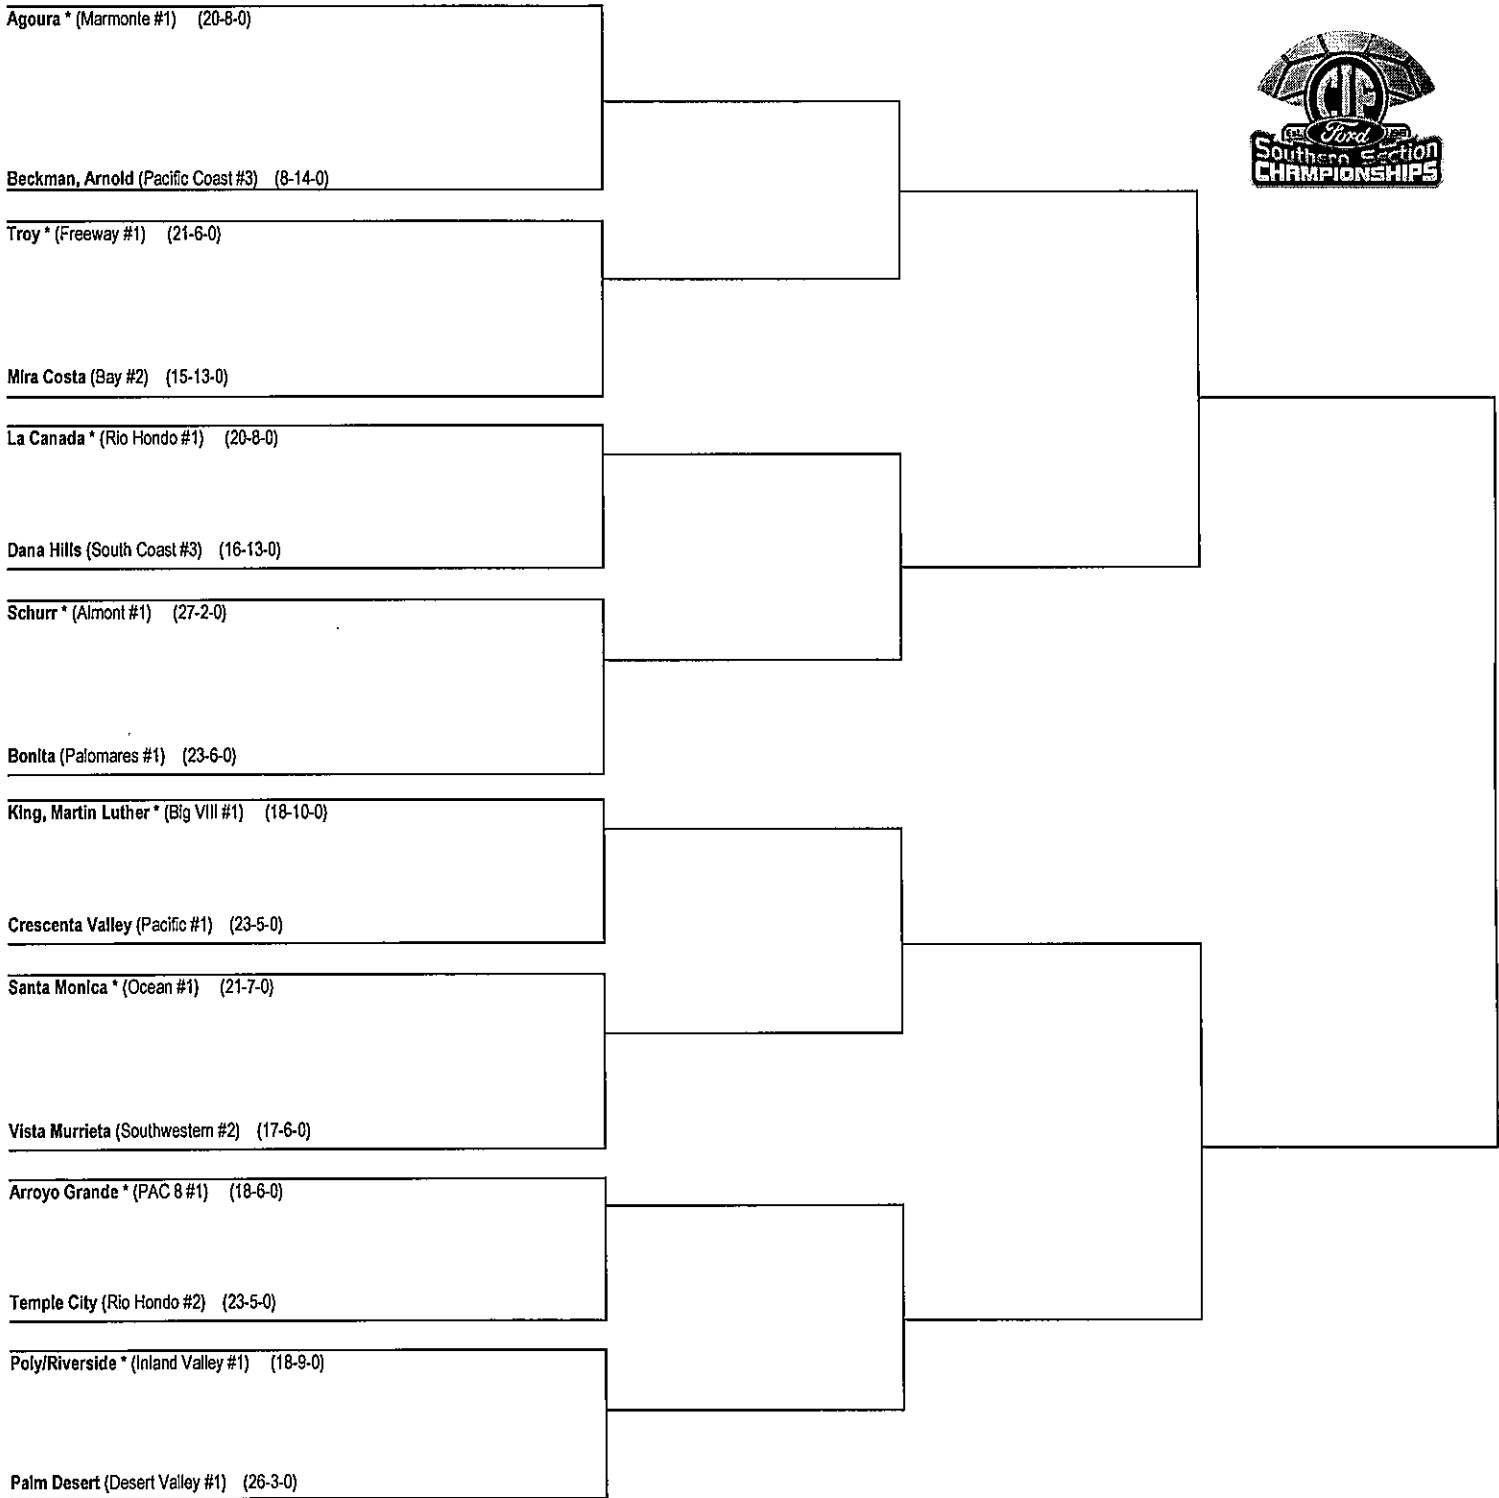 Agoura * (Marmonte #1) (20-8-0)
CIF
Ford
Southern Section
CHAMPIONSHIPS
Beckman, Arnold (Pacific Coast #3) (8-14-0)
Troy * (Freeway #1) (21-6-0)
Mira Costa (Bay #2) (15-13-0)
La Canada * (Rio Hondo #1) (20-8-0)
Dana Hills (South Coast #3) (16-13-0)
Schurr * (Almont #1) (27-2-0)
Bonita (Palomares #1) (23-6-0)
King, Martin Luther * (Big VIII #1) (18-10-0)
Crescenta Valley (Pacific #1) (23-5-0)
Santa Monica * (Ocean #1) (21-7-0)
Vista Murrieta (Southwestern #2) (17-6-0)
Arroyo Grande * (PAC 8 #1) (18-6-0)
Temple City (Rio Hondo #2) (23-5-0)
Poly/Riverside * (Inland Valley #1) (18-9-0)
Palm Desert (Desert Valley #1) (26-3-0)